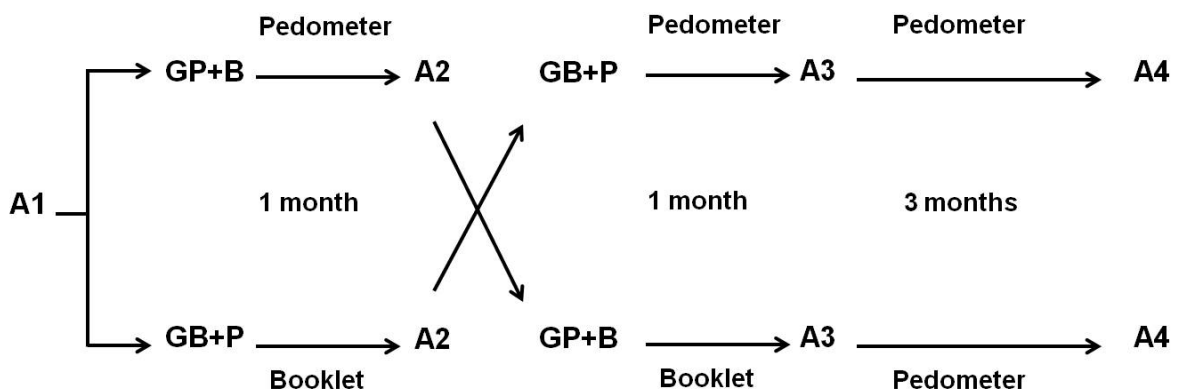 Pedometer Pedometer Pedometer
GP+B A2 GB+P A3 A4
A1 1 month 1 month 3 months
GB+P A2 GP+B A3 A4
Booklet Booklet Pedometer